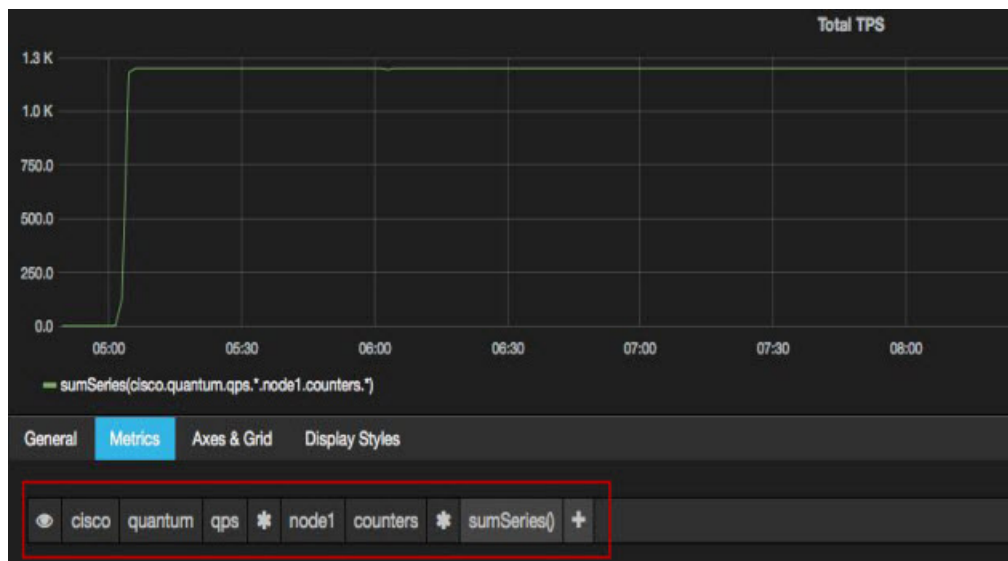 Total TPS
1.3 K
1.0 K
750.0
500.0
250.0
0.0
05:00 05:30 06:00 06:30 07:00 07:30 08:00
sumSeries(cisco.quantum.qps.*.node1.counters.*)
General Metrics Axes & Grid Display Styles
cisco quantum qps * node1 counters * sumSeries() +